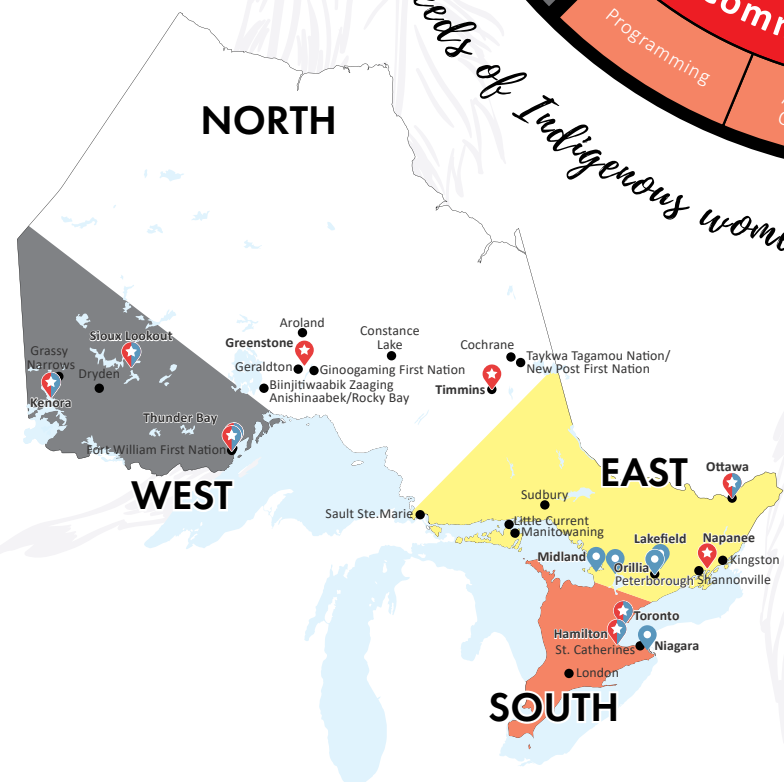 comm
Programming
eeds of Indigenous wome
NORTH
Aroland
Greenstone
Constance
Lake
Cochrane
Taykwa Tagamou Nation/
New Post First Nation
Geraldton
Ginoogaming First Nation
Biinjitiwaabik Zaaging
Anishinaabek/Rocky Bay
Timmins
Sioux Lookout
Grassy
Narrows
Dryden
Kenora
Thunder Bay
Fort William First Nation
WEST
EAST
Ottawa
Sudbury
Sault Ste.Marie
Little Current
Manitowaning
Midland
Orillia
Lakefield
Napanee
Kingston
Peterborough
Shannonville
Toronto
Hamilton
St. Catherines
Niagara
London
SOUTH